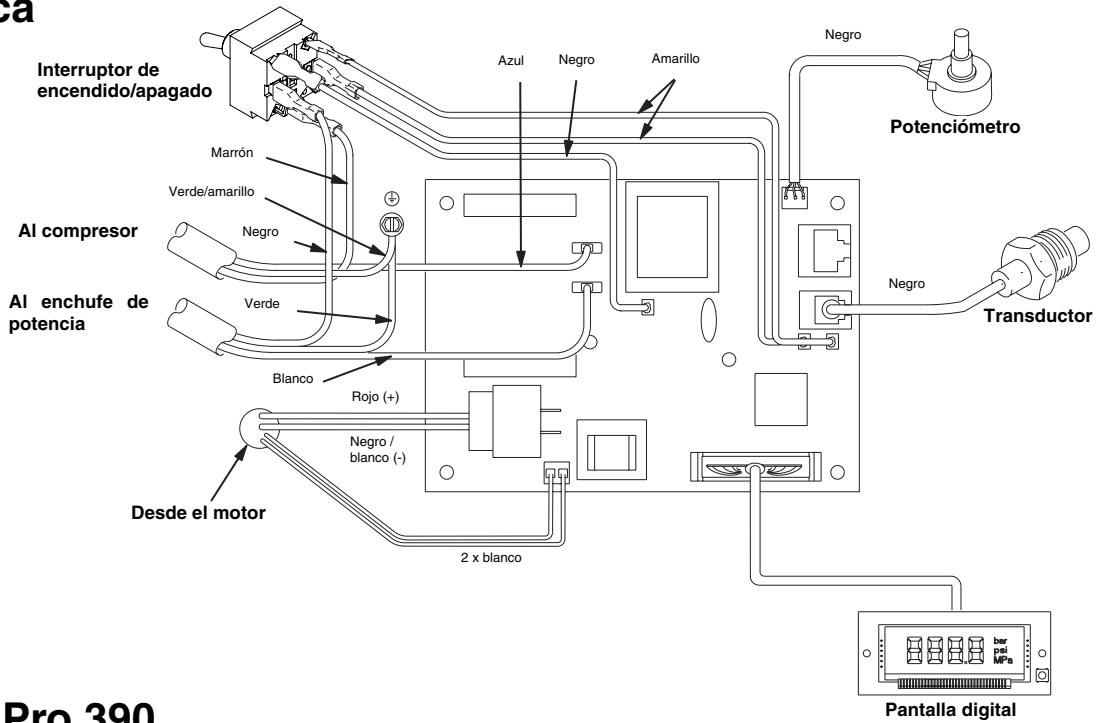 ca
Interruptor de
encendido/apagado
Azul
Negro
Amarillo
Negro
Potenciómetro
Marrón
Verde/amarillo
Al compresor
Negro
Al enchufe de
potencia
Verde
Negro
Transductor
Blanco
Rojo (+)
Negro /
blanco (-)
Desde el motor
2 x blanco
bar
psi
MPa
Pantalla digital
Pro 390